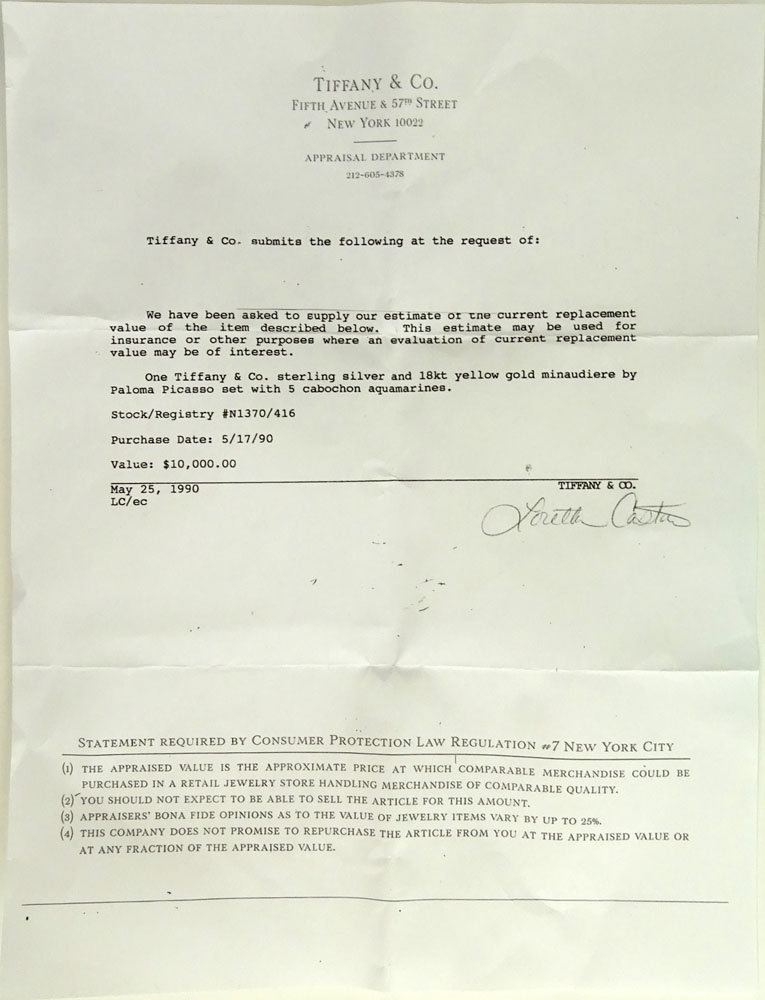 TIFFANY & CO.
FIFTH AVENUE & 57TH STREET
NEW YORK 10022
APPRAISAL DEPARTMENT
212-605-4378
Tiffany & Co. submits the following at the request of:
We have been asked to supply our estimate of the current replacement
value of the item described below. This estimate may be used for
insurance or other purposes where an evaluation of current replacement
value may be of interest.
One Tiffany & Co. sterling silver and 18kt yellow gold minaudiere by
Paloma Picasso set with 5 cabochon aquamarines.
Stock/Registry #N1370/416
Purchase Date: 5/17/90
Value: $10,000.00
May 25, 1990
TIFFANY & CO.
LC/ec
Loretta
STATEMENT REQUIRED BY CONSUMER PROTECTION LAW REGULATION #7 NEW YORK CITY
(1) THE APPRAISED VALUE IS THE APPROXIMATE PRICE AT WHICH COMPARABLE MERCHANDISE COULD BE
PURCHASED IN A RETAIL JEWELRY STORE HANDLING MERCHANDISE OF COMPARABLE QUALITY.
(2) YOU SHOULD NOT EXPECT TO BE ABLE TO SELL THE ARTICLE FOR THIS AMOUNT.
(3) APPRAISERS' BONA FIDE OPINIONS AS TO THE VALUE OF JEWELRY ITEMS VARY BY UP TO 25%.
(4) THIS COMPANY DOES NOT PROMISE TO REPURCHASE THE ARTICLE FROM YOU AT THE APPRAISED VALUE OR
AT ANY FRACTION OF THE APPRAISED VALUE.